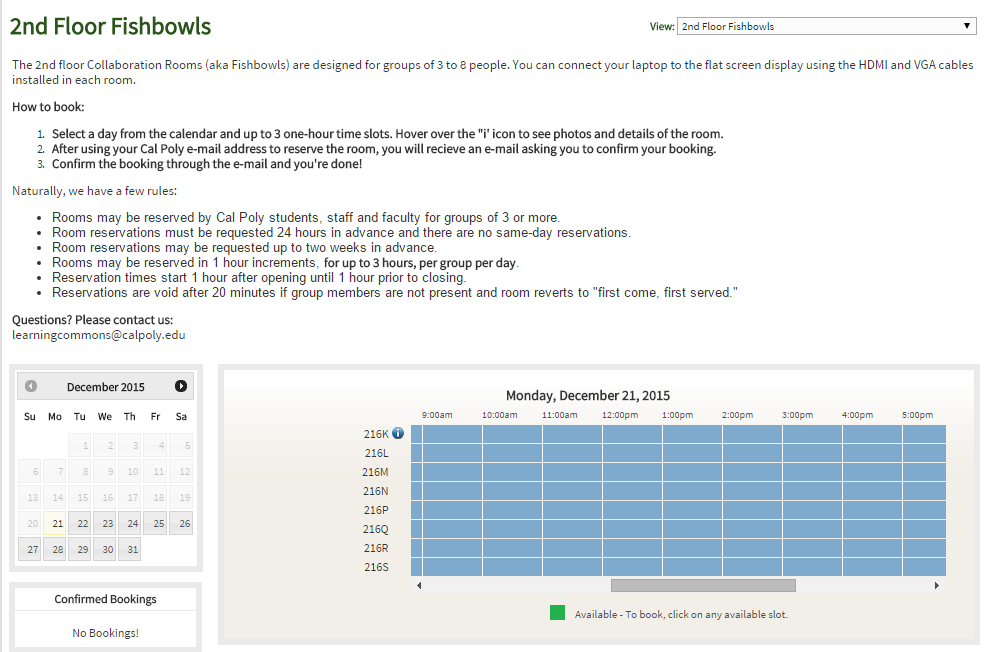 2nd Floor Fishbowls
View: 2nd Floor Fishbowls
The 2nd floor Collaboration Rooms (aka Fishbowls) are designed for groups of 3 to 8 people. You can connect your laptop to the flat screen display using the HDMI and VGA cables
installed in each room.
How to book:
1. Select a day from the calendar and up to 3 one-hour time slots. Hover over the "i' icon to see photos and details of the room.
2. After using your Cal Poly e-mail address to reserve the room, you will recieve an e-mail asking you to confirm your booking.
3. Confirm the booking through the e-mail and you're done!
Naturally, we have a few rules:
• Rooms may be reserved by Cal Poly students, staff and faculty for groups of 3 or more.
• Room reservations must be requested 24 hours in advance and there are no same-day reservations.
• Room reservations may be requested up to two weeks in advance.
• Rooms may be reserved in 1 hour increments, for up to 3 hours, per group per day.
• Reservation times start 1 hour after opening until 1 hour prior to closing.
• Reservations are void after 20 minutes if group members are not present and room reverts to "first come, first served."
Questions? Please contact us:
learningcommons@calpoly.edu
December 2015
Su Mo Tu We Th Fr Sa
1 2 3 4 5
6 7 8 9 10 11 12
13 14 15 16 17 18 19
20 21 22 23 24 25 26
27 28 29 30 31
Confirmed Bookings
No Bookings!
Monday, December 21, 2015
9:00am 10:00am 11:00am 12:00pm 1:00pm 2:00pm 3:00pm 4:00pm 5:00pm
216K i
216L
216M
216N
216P
216Q
216R
216S
Available - To book, click on any available slot.